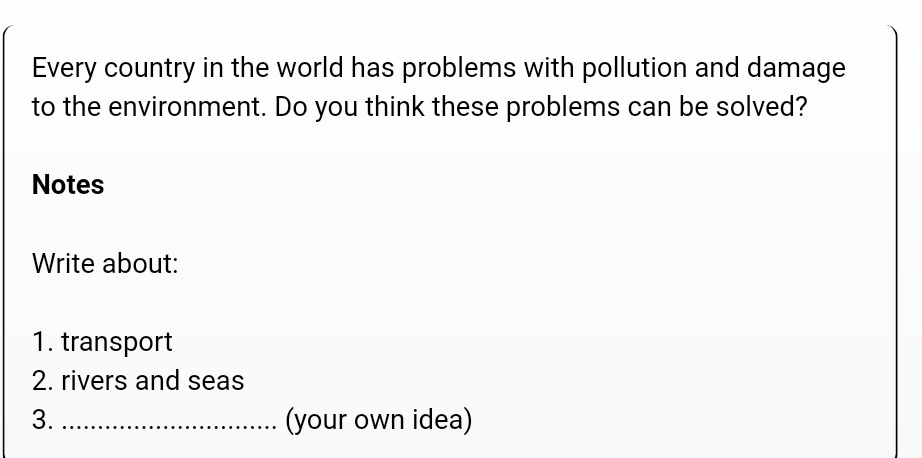 Every country in the world has problems with pollution and damage
to the environment. Do you think these problems can be solved?
Notes
Write about:
1. transport
2. rivers and seas
3. .............................. (your own idea)